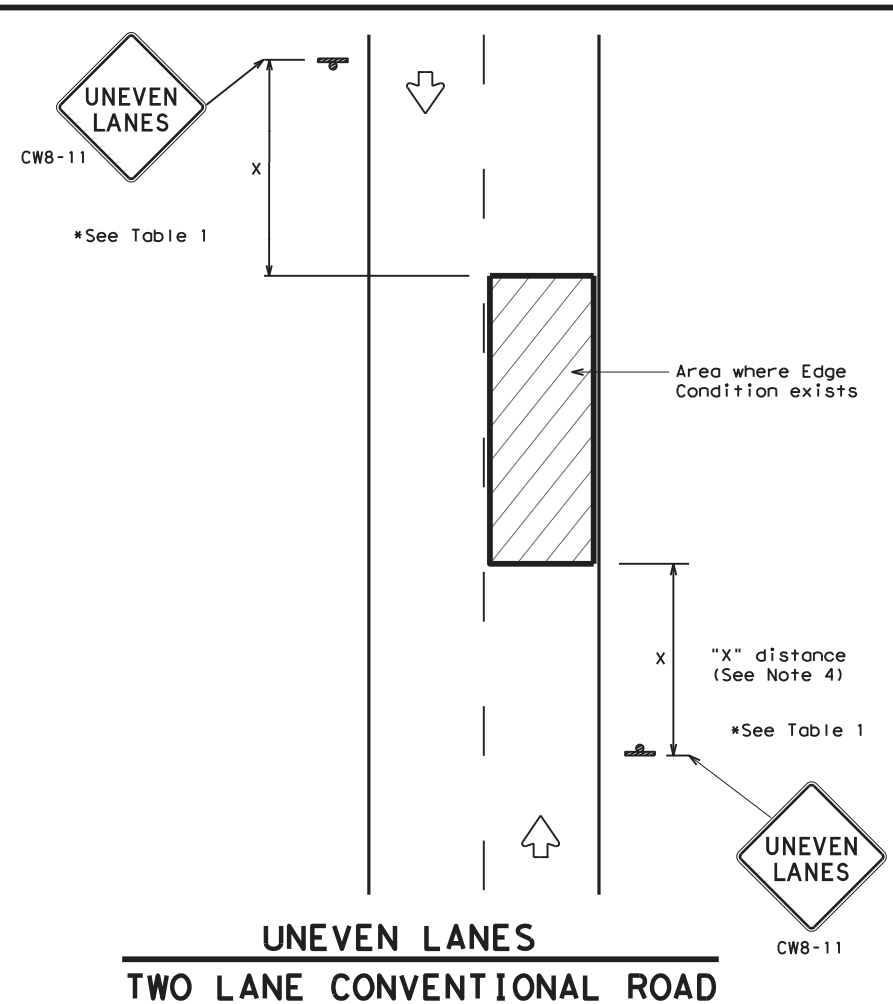 UNEVEN
LANES
CW8-11
X
*See Table 1
Area where Edge
Condition exists
X
"X" distance
(See Note 4)
*See Table 1
UNEVEN
LANES
CW8-11
UNEVEN LANES
TWO LANE CONVENTIONAL ROAD